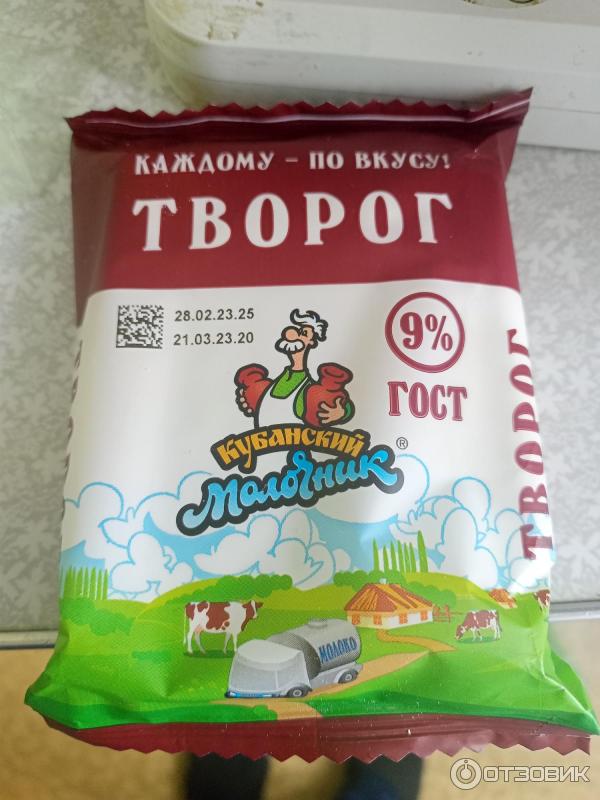 КАЖДОМУ – ПО ВКУСУ!
ТВОРОГ
28.02.23.25
21.03.23.20
9%
ГОСТ
Кубанский
Молочник ®
ТВОРОГ
МОЛОКО
ОТЗОВИК